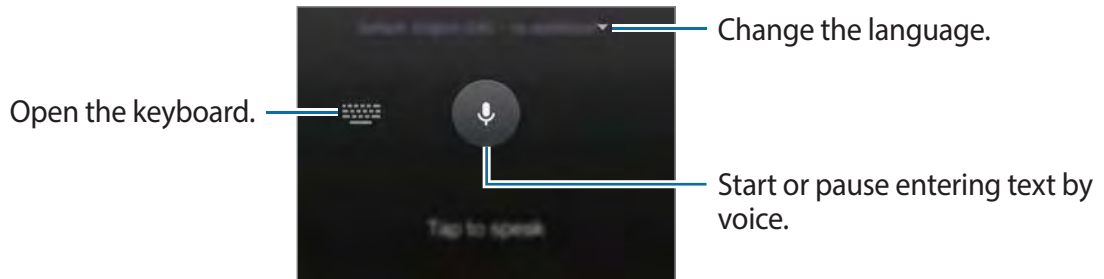 Change the language.
Open the keyboard.
Start or pause entering text by
voice.
Tap to speak